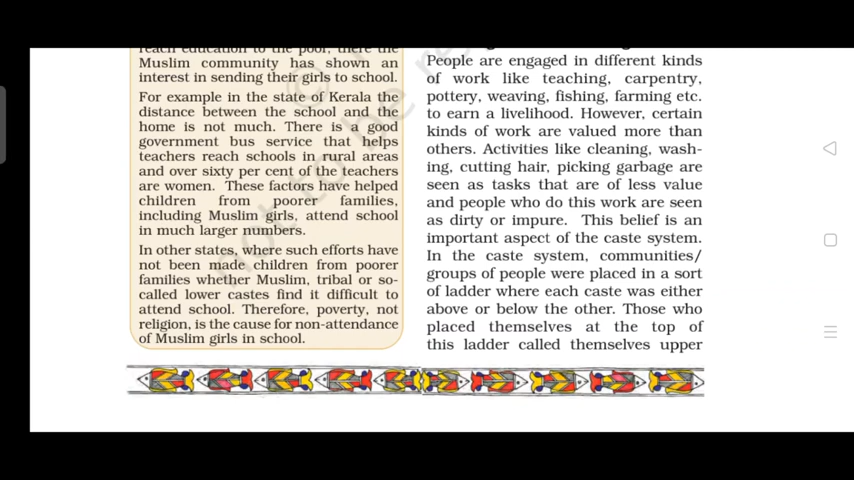 reach education to the poor, there the
Muslim community has shown an
interest in sending their girls to school.
For example in the state of Kerala the
distance between the school and the
home is not much. There is a good
government bus service that helps
teachers reach schools in rural areas
and over sixty per cent of the teachers
are women. These factors have helped
children from poorer families,
including Muslim girls, attend school
in much larger numbers.
In other states, where such efforts have
not been made children from poorer
families whether Muslim, tribal or so-
called lower castes find it difficult to
attend school. Therefore, poverty, not
religion, is the cause for non-attendance
of Muslim girls in school.
People are engaged in different kinds
of work like teaching, carpentry,
pottery, weaving, fishing, farming etc.
to earn a livelihood. However, certain
kinds of work are valued more than
others. Activities like cleaning, wash-
ing, cutting hair, picking garbage are
seen as tasks that are of less value
and people who do this work are seen
as dirty or impure. This belief is an
important aspect of the caste system.
In the caste system, communities/
groups of people were placed in a sort
of ladder where each caste was either
above or below the other. Those who
placed themselves at the top of
this ladder called themselves upper
©
not to be re